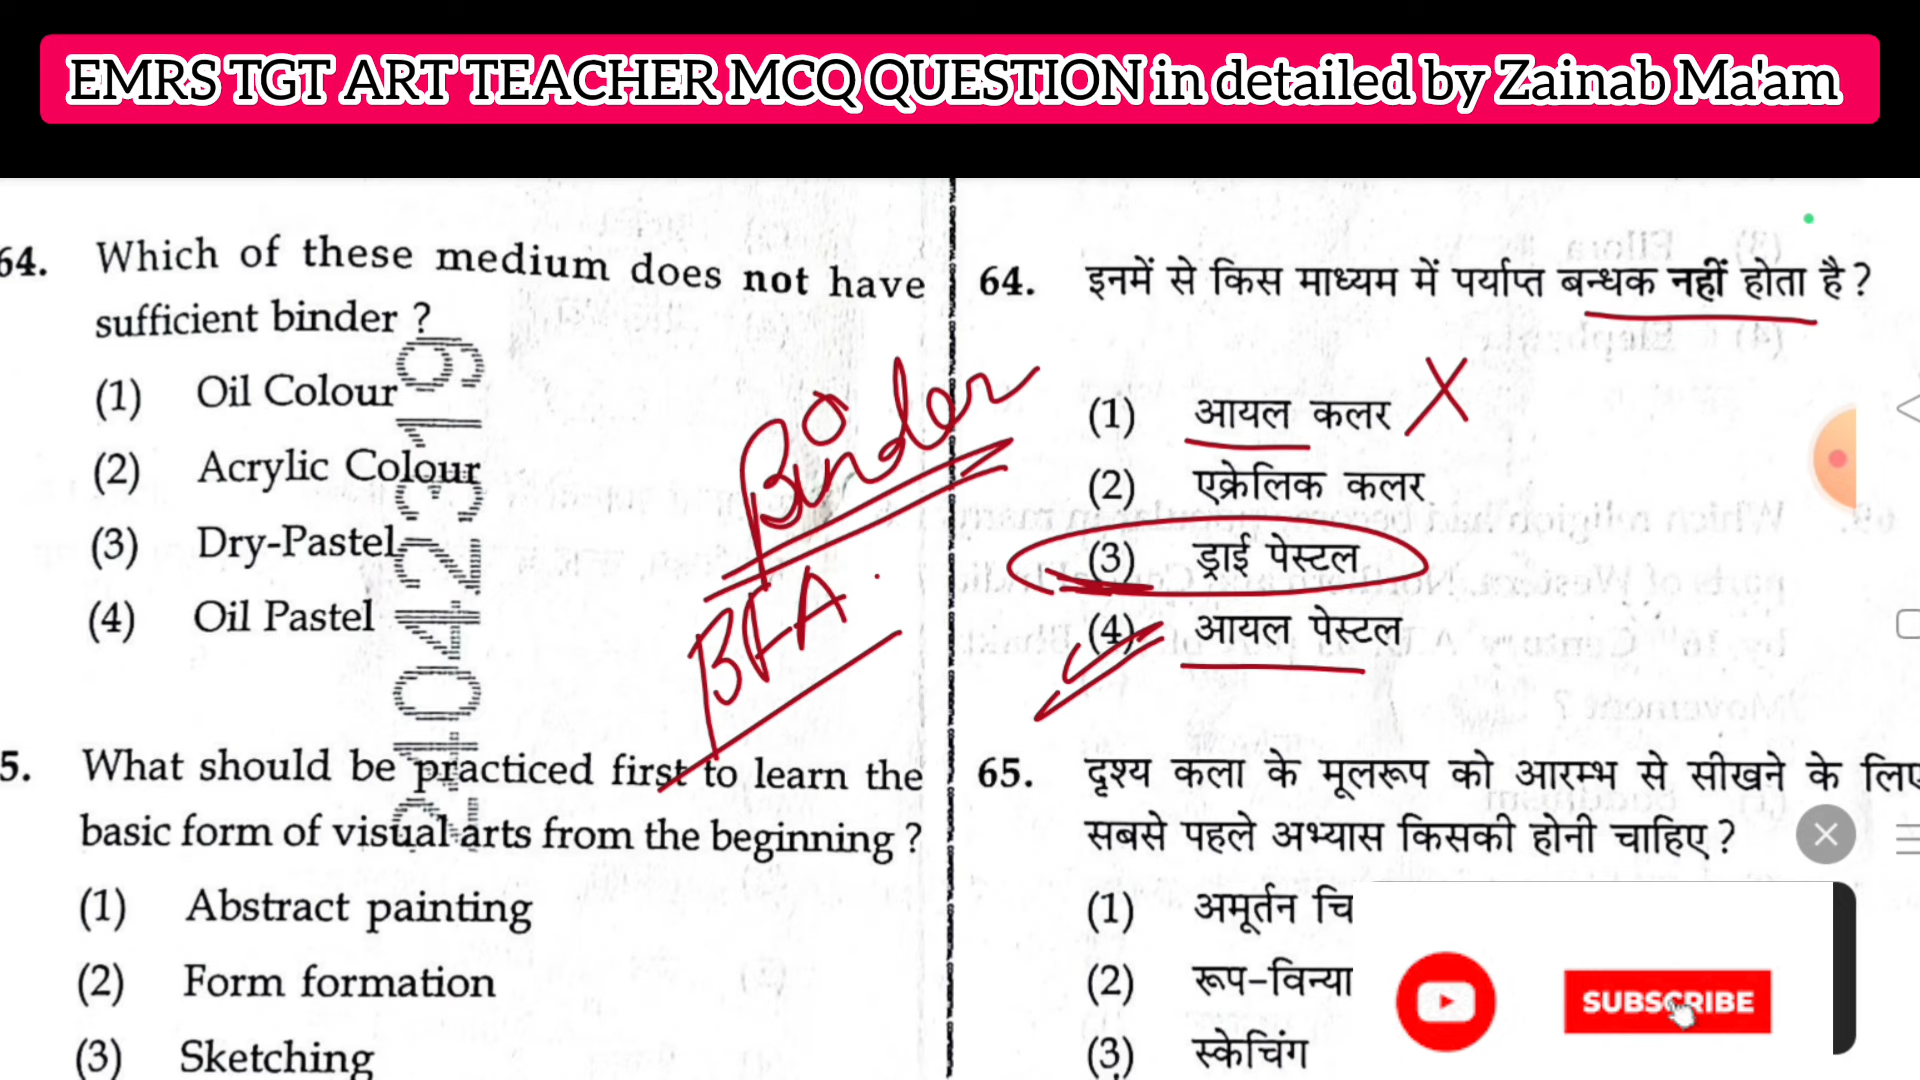 EMRS TGT ART TEACHER MCQ QUESTION in detailed by Zainab Ma'am
64. Which of these medium does not have
sufficient binder ?
(1) Oil Colour
(2) Acrylic Colour
(3) Dry-Pastel
(4) Oil Pastel
Binder
BFA
5. What should be practiced first to learn the
basic form of visual arts from the beginning ?
(1) Abstract painting
(2) Form formation
(3) Sketching
64. इनमें से किस माध्यम में पर्याप्त बन्धक नहीं होता है ?
(1) आयल कलर
(2) एक्रेलिक कलर
(3) ड्राई पेस्टल
(4) आयल पेस्टल
65. दृश्य कला के मूलरूप को आरम्भ से सीखने के लिए
सबसे पहले अभ्यास किसकी होनी चाहिए ?
(1) अमूर्तन चि
(2) रूप-विन्या
(3) स्केचिंग
SUBSCRIBE